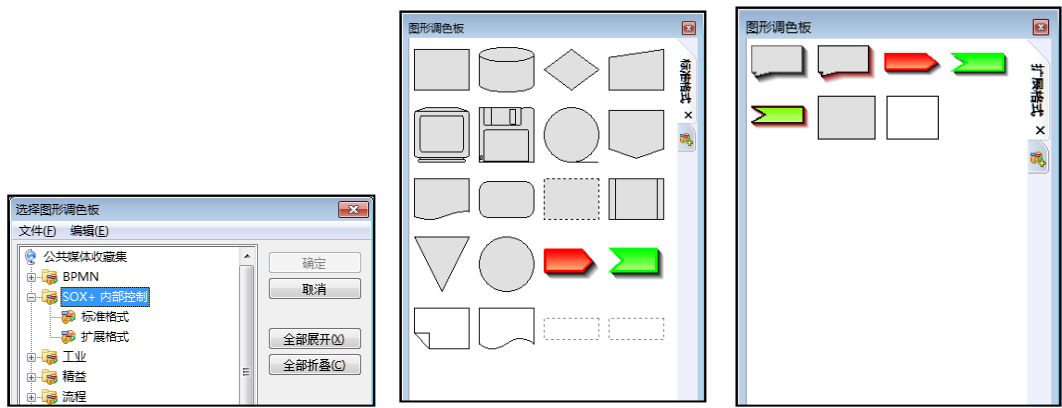 选择图形调色板
文件(F) 编辑(E)
公共媒体收藏集
BPMN
SOX+ 内部控制
标准格式
扩展格式
工业
精益
流程
确定
取消
全部展开(X)
全部折叠(C)
图形调色板
标准格式
图形调色板
扩展格式